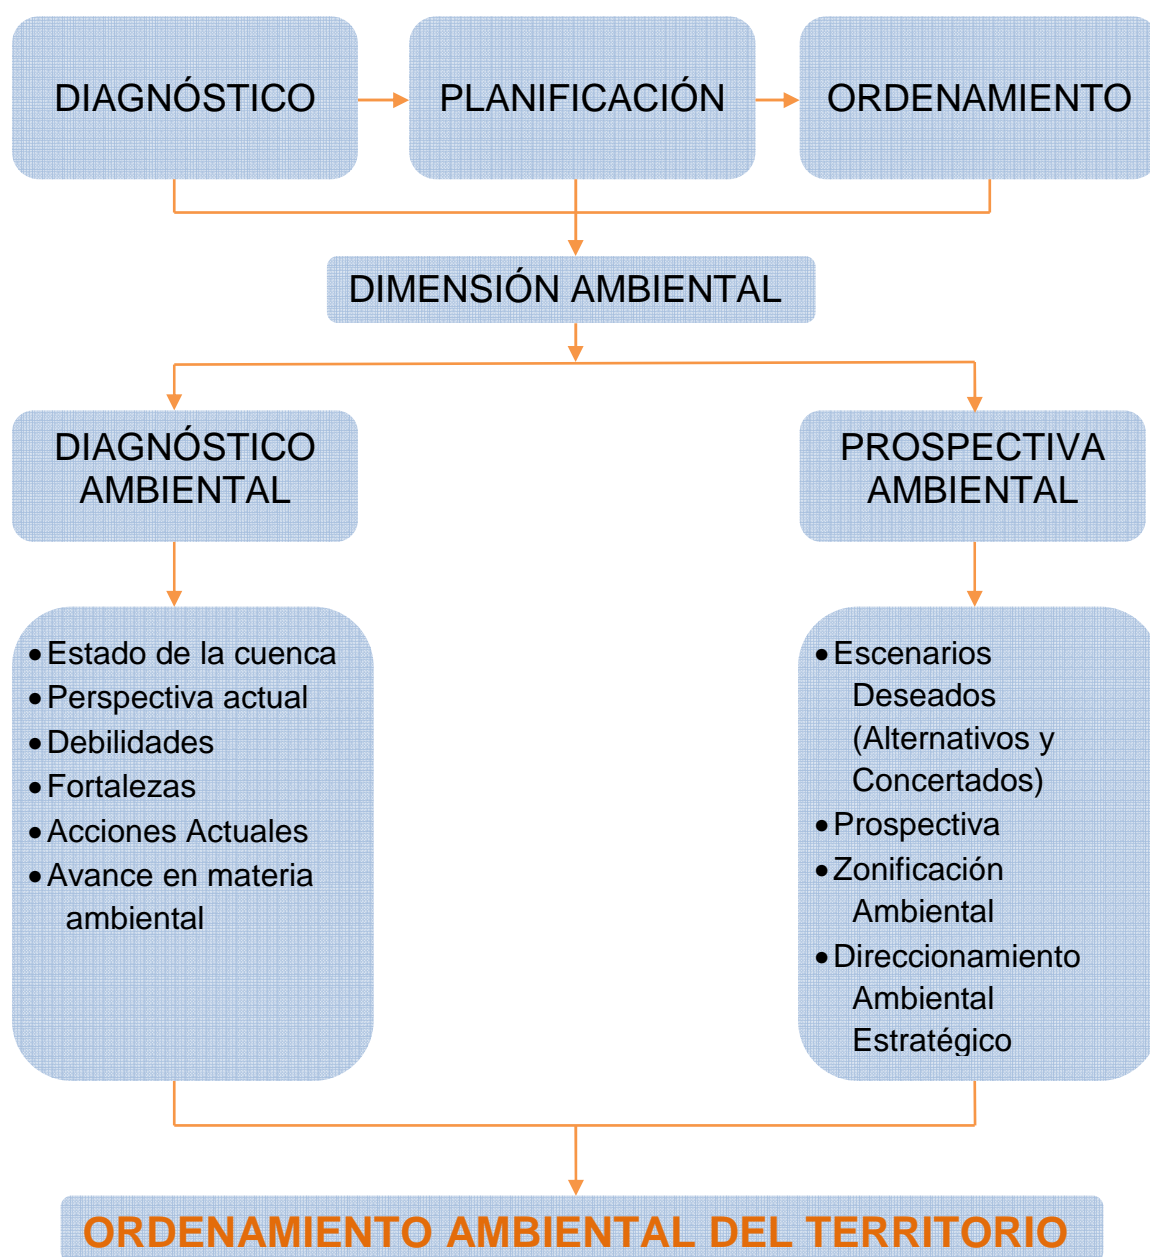 DIAGNÓSTICO
PLANIFICACIÓN
ORDENAMIENTO
DIMENSIÓN AMBIENTAL
DIAGNÓSTICO
AMBIENTAL
PROSPECTIVA
AMBIENTAL
•Estado de la cuenca
•Perspectiva actual
•Debilidades
•Fortalezas
•Acciones Actuales
•Avance en materia
ambiental
•Escenarios
Deseados
(Alternativos y
Concertados)
•Prospectiva
•Zonificación
Ambiental
•Direccionamiento
Ambiental
Estratégico
ORDENAMIENTO AMBIENTAL DEL TERRITORIO